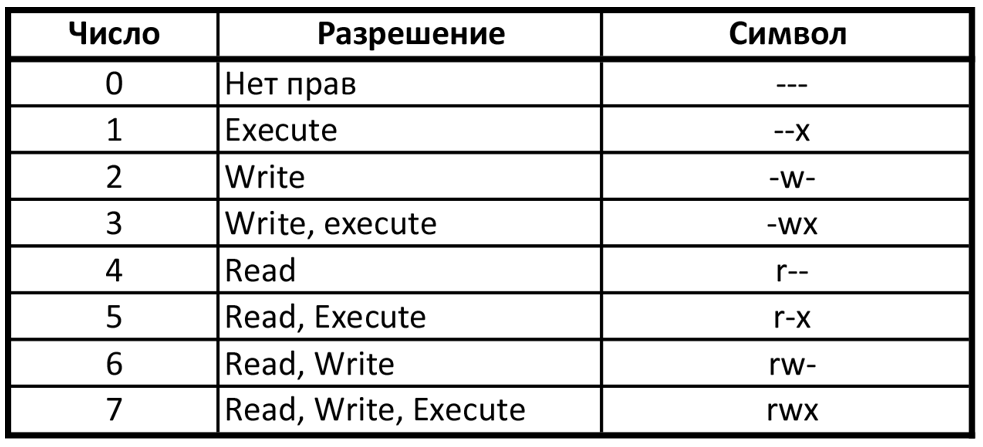 Число Разрешение Символ
0 Нет прав ---
1 Execute --x
2 Write -w-
3 Write, execute -wx
4 Read r--
5 Read, Execute r-x
6 Read, Write rw-
7 Read, Write, Execute rwx